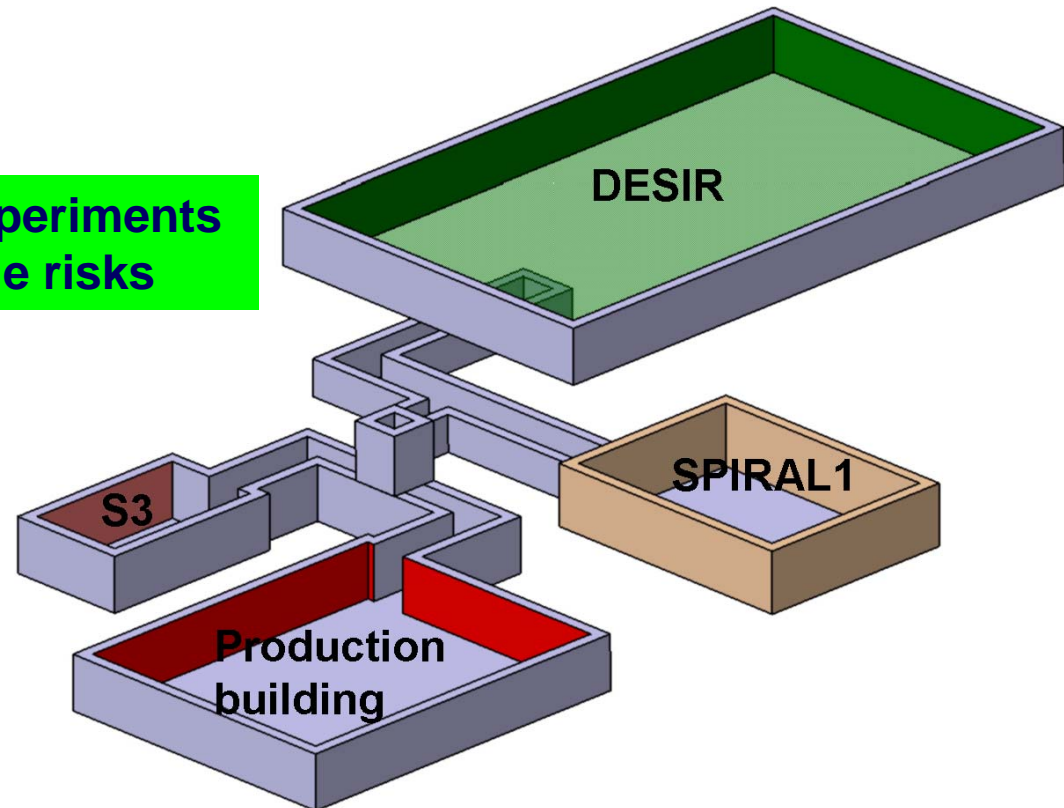 periments
e risks
DESIR
SPIRAL1
S3
Production
building